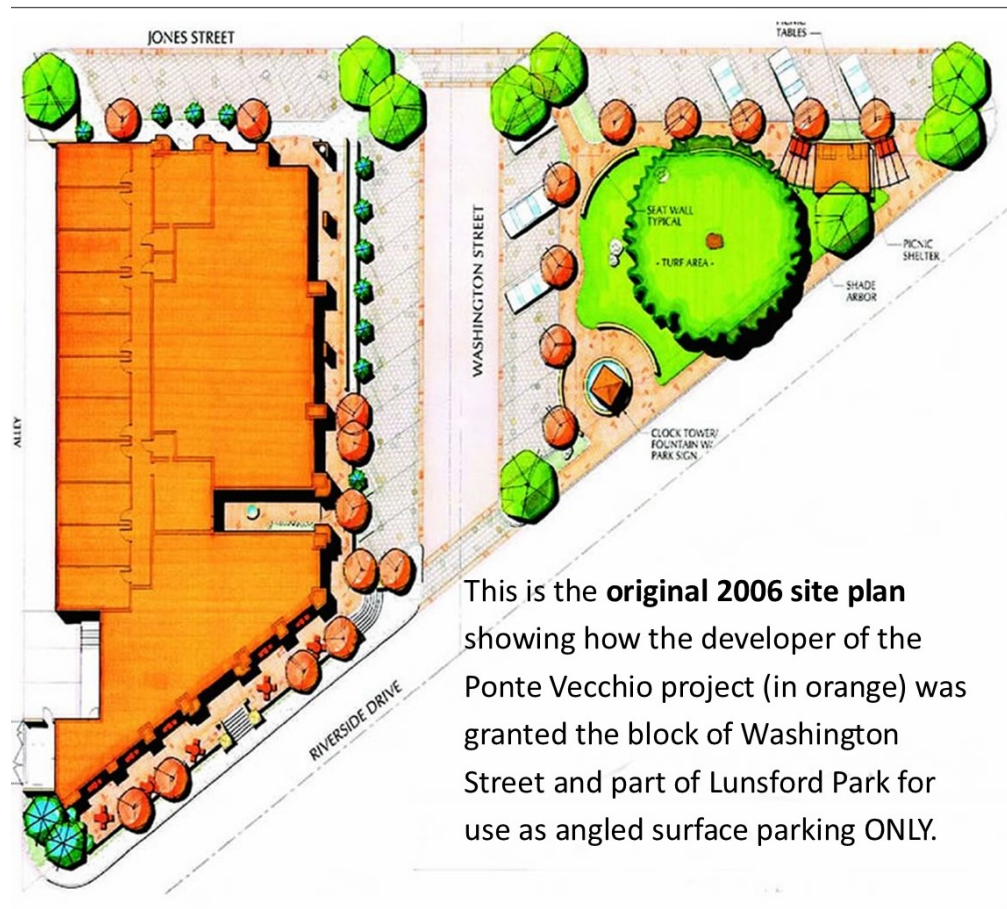 JONES STREET
PICNIC
TABLES
WASHINGTON STREET
SEAT WALL
TYPICAL
- TURF AREA -
PICNIC
SHELTER
SHADE
ARBOR
ALLEY
CLOCK TOWER/
FOUNTAIN W/
PARK SIGN
RIVERSIDE DRIVE
This is the original 2006 site plan
showing how the developer of the
Ponte Vecchio project (in orange) was
granted the block of Washington
Street and part of Lunsford Park for
use as angled surface parking ONLY.